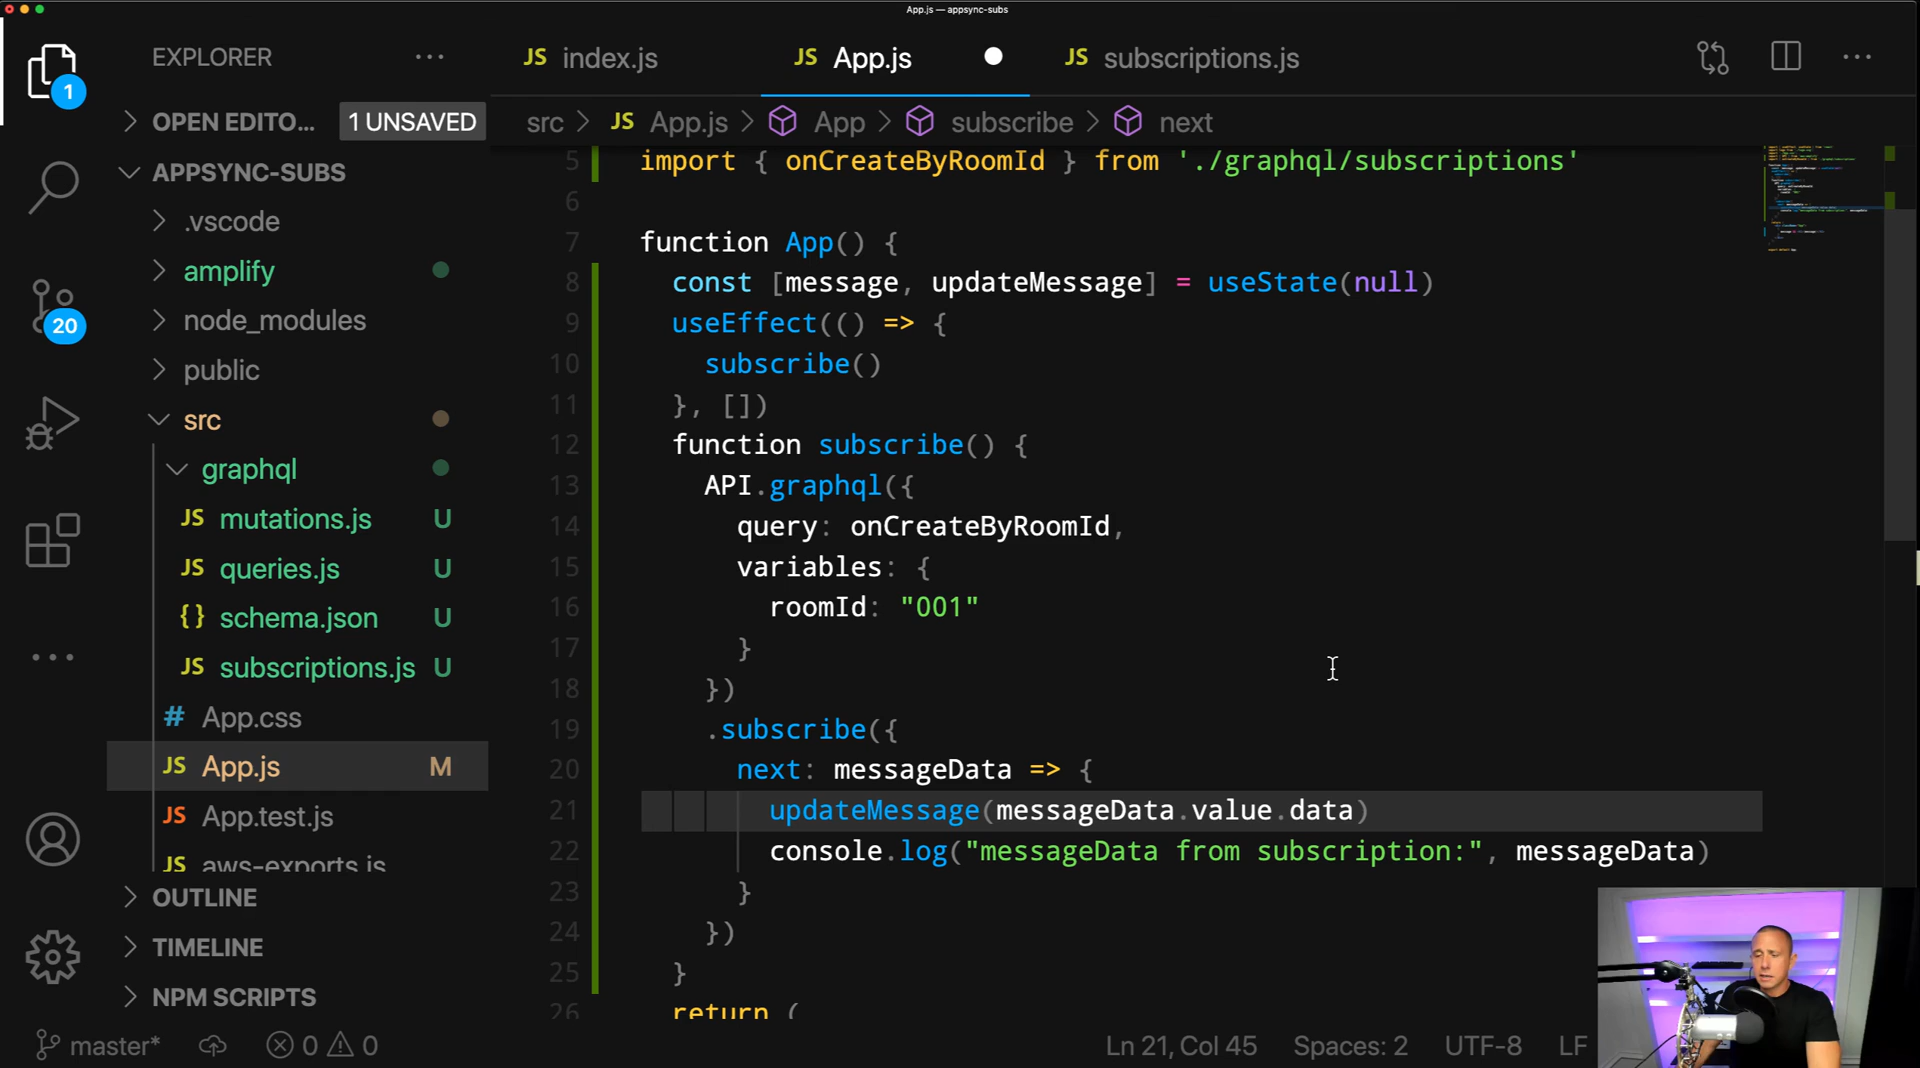 App.js — appsync-subs
EXPLORER ...
JS index.js
JS App.js
JS subscriptions.js
...
1
OPEN EDITO... 1 UNSAVED
src > JS App.js > App > subscribe > next
APPSYNC-SUBS
.vscode
amplify
node_modules
public
src
graphql
JS mutations.js U
JS queries.js U
{} schema.json U
JS subscriptions.js U
# App.css
JS App.js M
JS App.test.js
JS aws-exports.js
OUTLINE
TIMELINE
NPM SCRIPTS
20
...
5 import { onCreateByRoomId } from './graphql/subscriptions'
6
7 function App() {
8 const [message, updateMessage] = useState(null)
9 useEffect(() => {
10 subscribe()
11 }, [])
12 function subscribe() {
13 API.graphql({
14 query: onCreateByRoomId,
15 variables: {
16 roomId: "001"
17 }
18 })
19 .subscribe({
20 next: messageData => {
21 updateMessage(messageData.value.data)
22 console.log("messageData from subscription:", messageData)
23 }
24 })
25 }
26 return (
master* 0 0 Ln 21, Col 45 Spaces: 2 UTF-8 LF